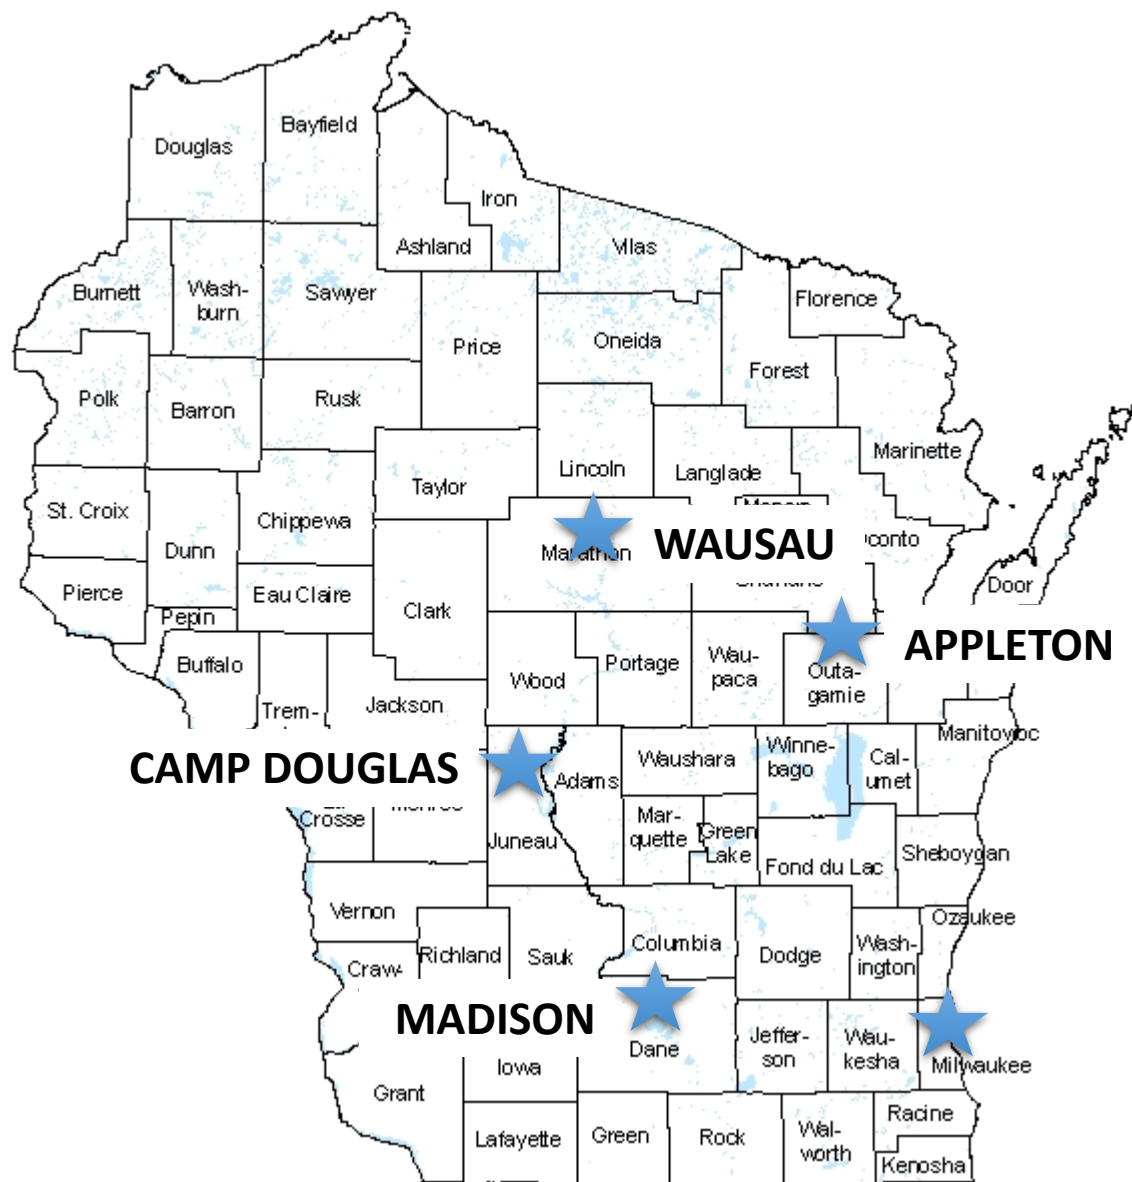 Bayfield
Douglas
Iron
Ashland
Vilas
Burnett
Wash-
burn
Sawyer
Florence
Price
Oneida
Forest
Polk
Barron
Rusk
Marinette
Lincoln
Langlade
Taylor
St. Croix
Chippewa
Dunn
Marathon
WAUSAU
Oconto
Pierce
Eau Claire
Door
Pepin
Clark
APPLETON
Buffalo
Wood
Portage
Wau-
paca
Outa-
gamie
Trem-
Jackson
Manitowoc
CAMP DOUGLAS
Adams
Waushara
Winne-
bago
Cal-
umet
Monroe
Crosse
Juneau
Mar-
quette
Green
Lake
Fond du Lac
Sheboygan
Vernon
Ozaukee
Richland
Sauk
Columbia
Dodge
Wash-
ington
Craw-
MADISON
Dane
Jeffer-
son
Wau-
kesha
Milwaukee
Iowa
Grant
Lafayette
Green
Rock
Wal-
worth
Racine
Kenosha